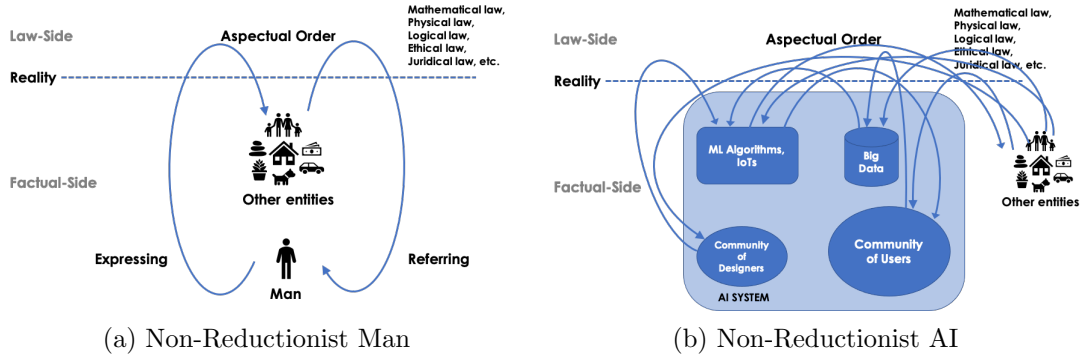 Law-Side
Aspectual Order
Mathematical law,
Physical law,
Logical law,
Ethical law,
Juridical law, etc.
Reality
Factual-Side
Other entities
Expressing
Referring
Man
(a) Non-Reductionist Man
Law-Side
Aspectual Order
Mathematical law,
Physical law,
Logical law,
Ethical law,
Juridical law, etc.
Reality
ML Algorithms,
IoTs
Big
Data
Factual-Side
Other entities
Community
of
Designers
Community
of Users
AI SYSTEM
(b) Non-Reductionist AI